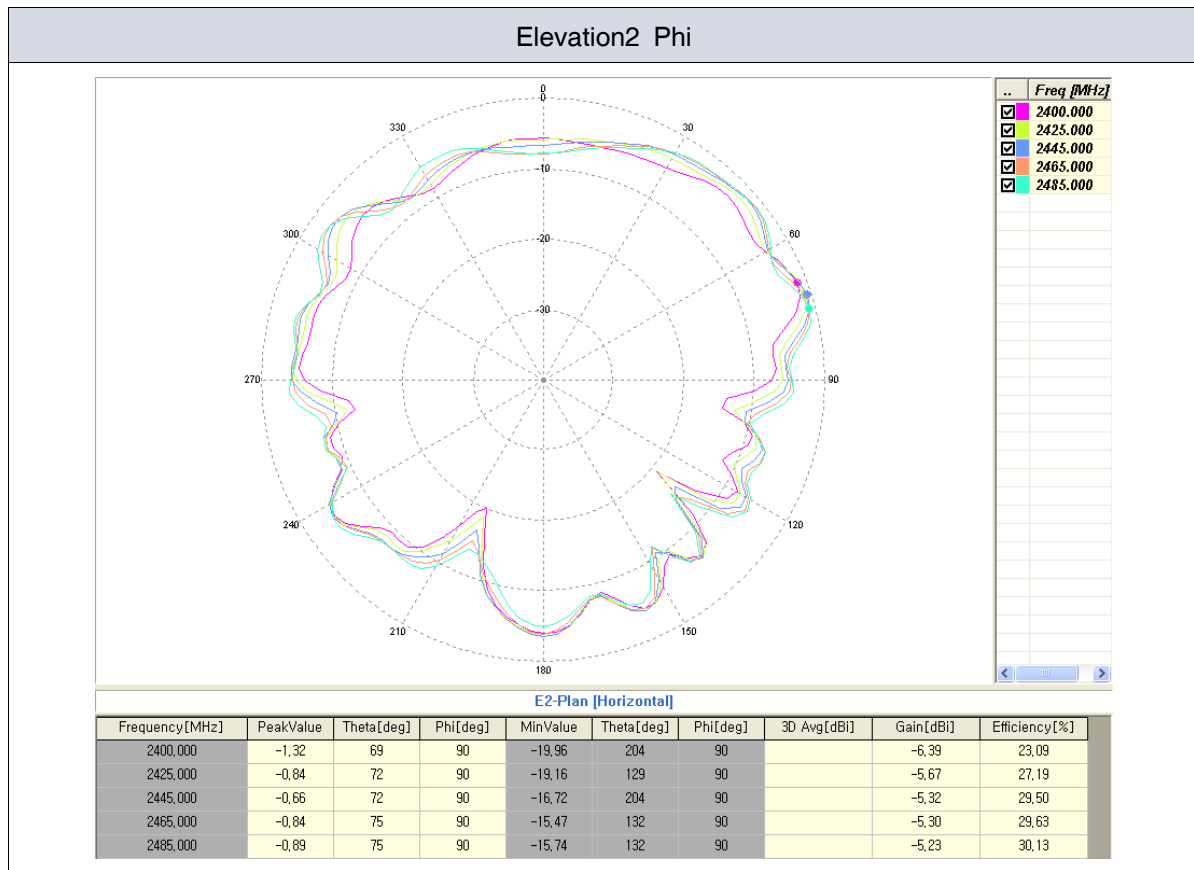 Elevation2 Phi
0
0
330
30
-10
-20
300
60
-30
270
90
240
120
210
150
180
.. Freq [MHz]
2400.000
2425.000
2445.000
2465.000
2485.000
E2-Plan [Horizontal]
Frequency[MHz] PeakValue Theta[deg] Phi[deg] MinValue Theta[deg] Phi[deg] 3D Avg[dBi] Gain[dBi] Efficiency[%]
2400,000 -1,32 69 90 -19,96 204 90 -6,39 23,09
2425,000 -0,84 72 90 -19,16 129 90 -5,67 27,19
2445,000 -0,66 72 90 -16,72 204 90 -5,32 29,50
2465,000 -0,84 75 90 -15,47 132 90 -5,30 29,63
2485,000 -0,89 75 90 -15,74 132 90 -5,23 30,13